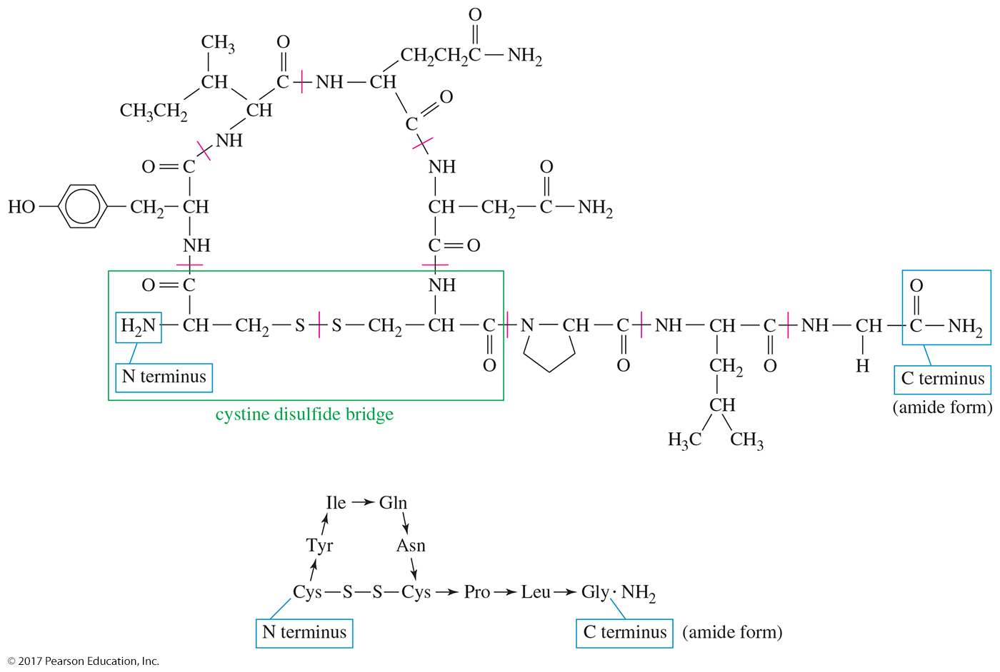 O
CH₃ O CH₂CH₂C—NH₂
CH C—NH—CH O
CH₃CH₂ CH C
NH
O=C NH O
HO CH₂—CH CH—CH₂—C—NH₂
NH C=O
O=C NH
H₂N—CH—CH₂—S—S—CH₂—CH—C—N—CH—C—NH—CH—C—NH—CH—C—NH₂
O
O O CH₂ O H
N terminus C terminus
CH (amide form)
cystine disulfide bridge
H₃C CH₃
Ile → Gln
Tyr Asn
Cys—S—S—Cys → Pro → Leu → Gly · NH₂
N terminus C terminus (amide form)
© 2017 Pearson Education, Inc.